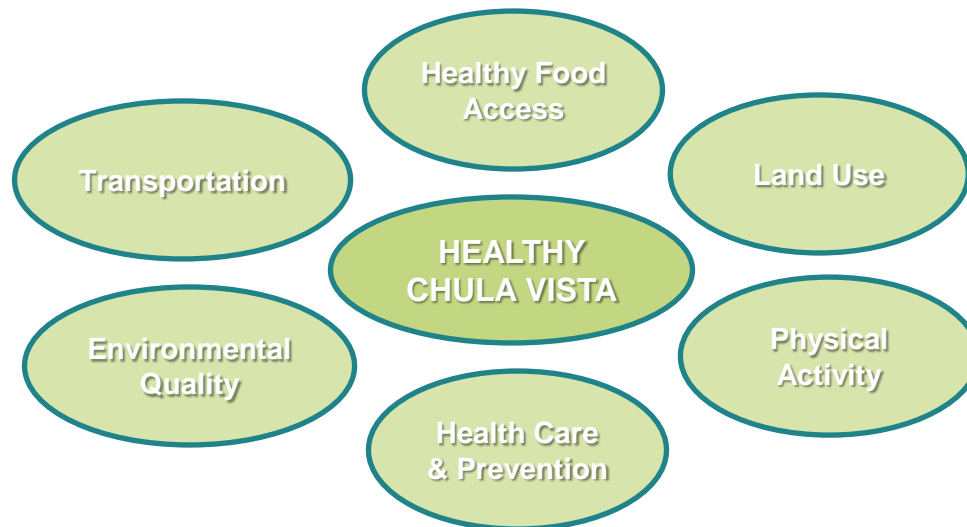 Healthy Food
Access
Transportation
Land Use
HEALTHY
CHULA VISTA
Environmental
Quality
Physical
Activity
Health Care
& Prevention